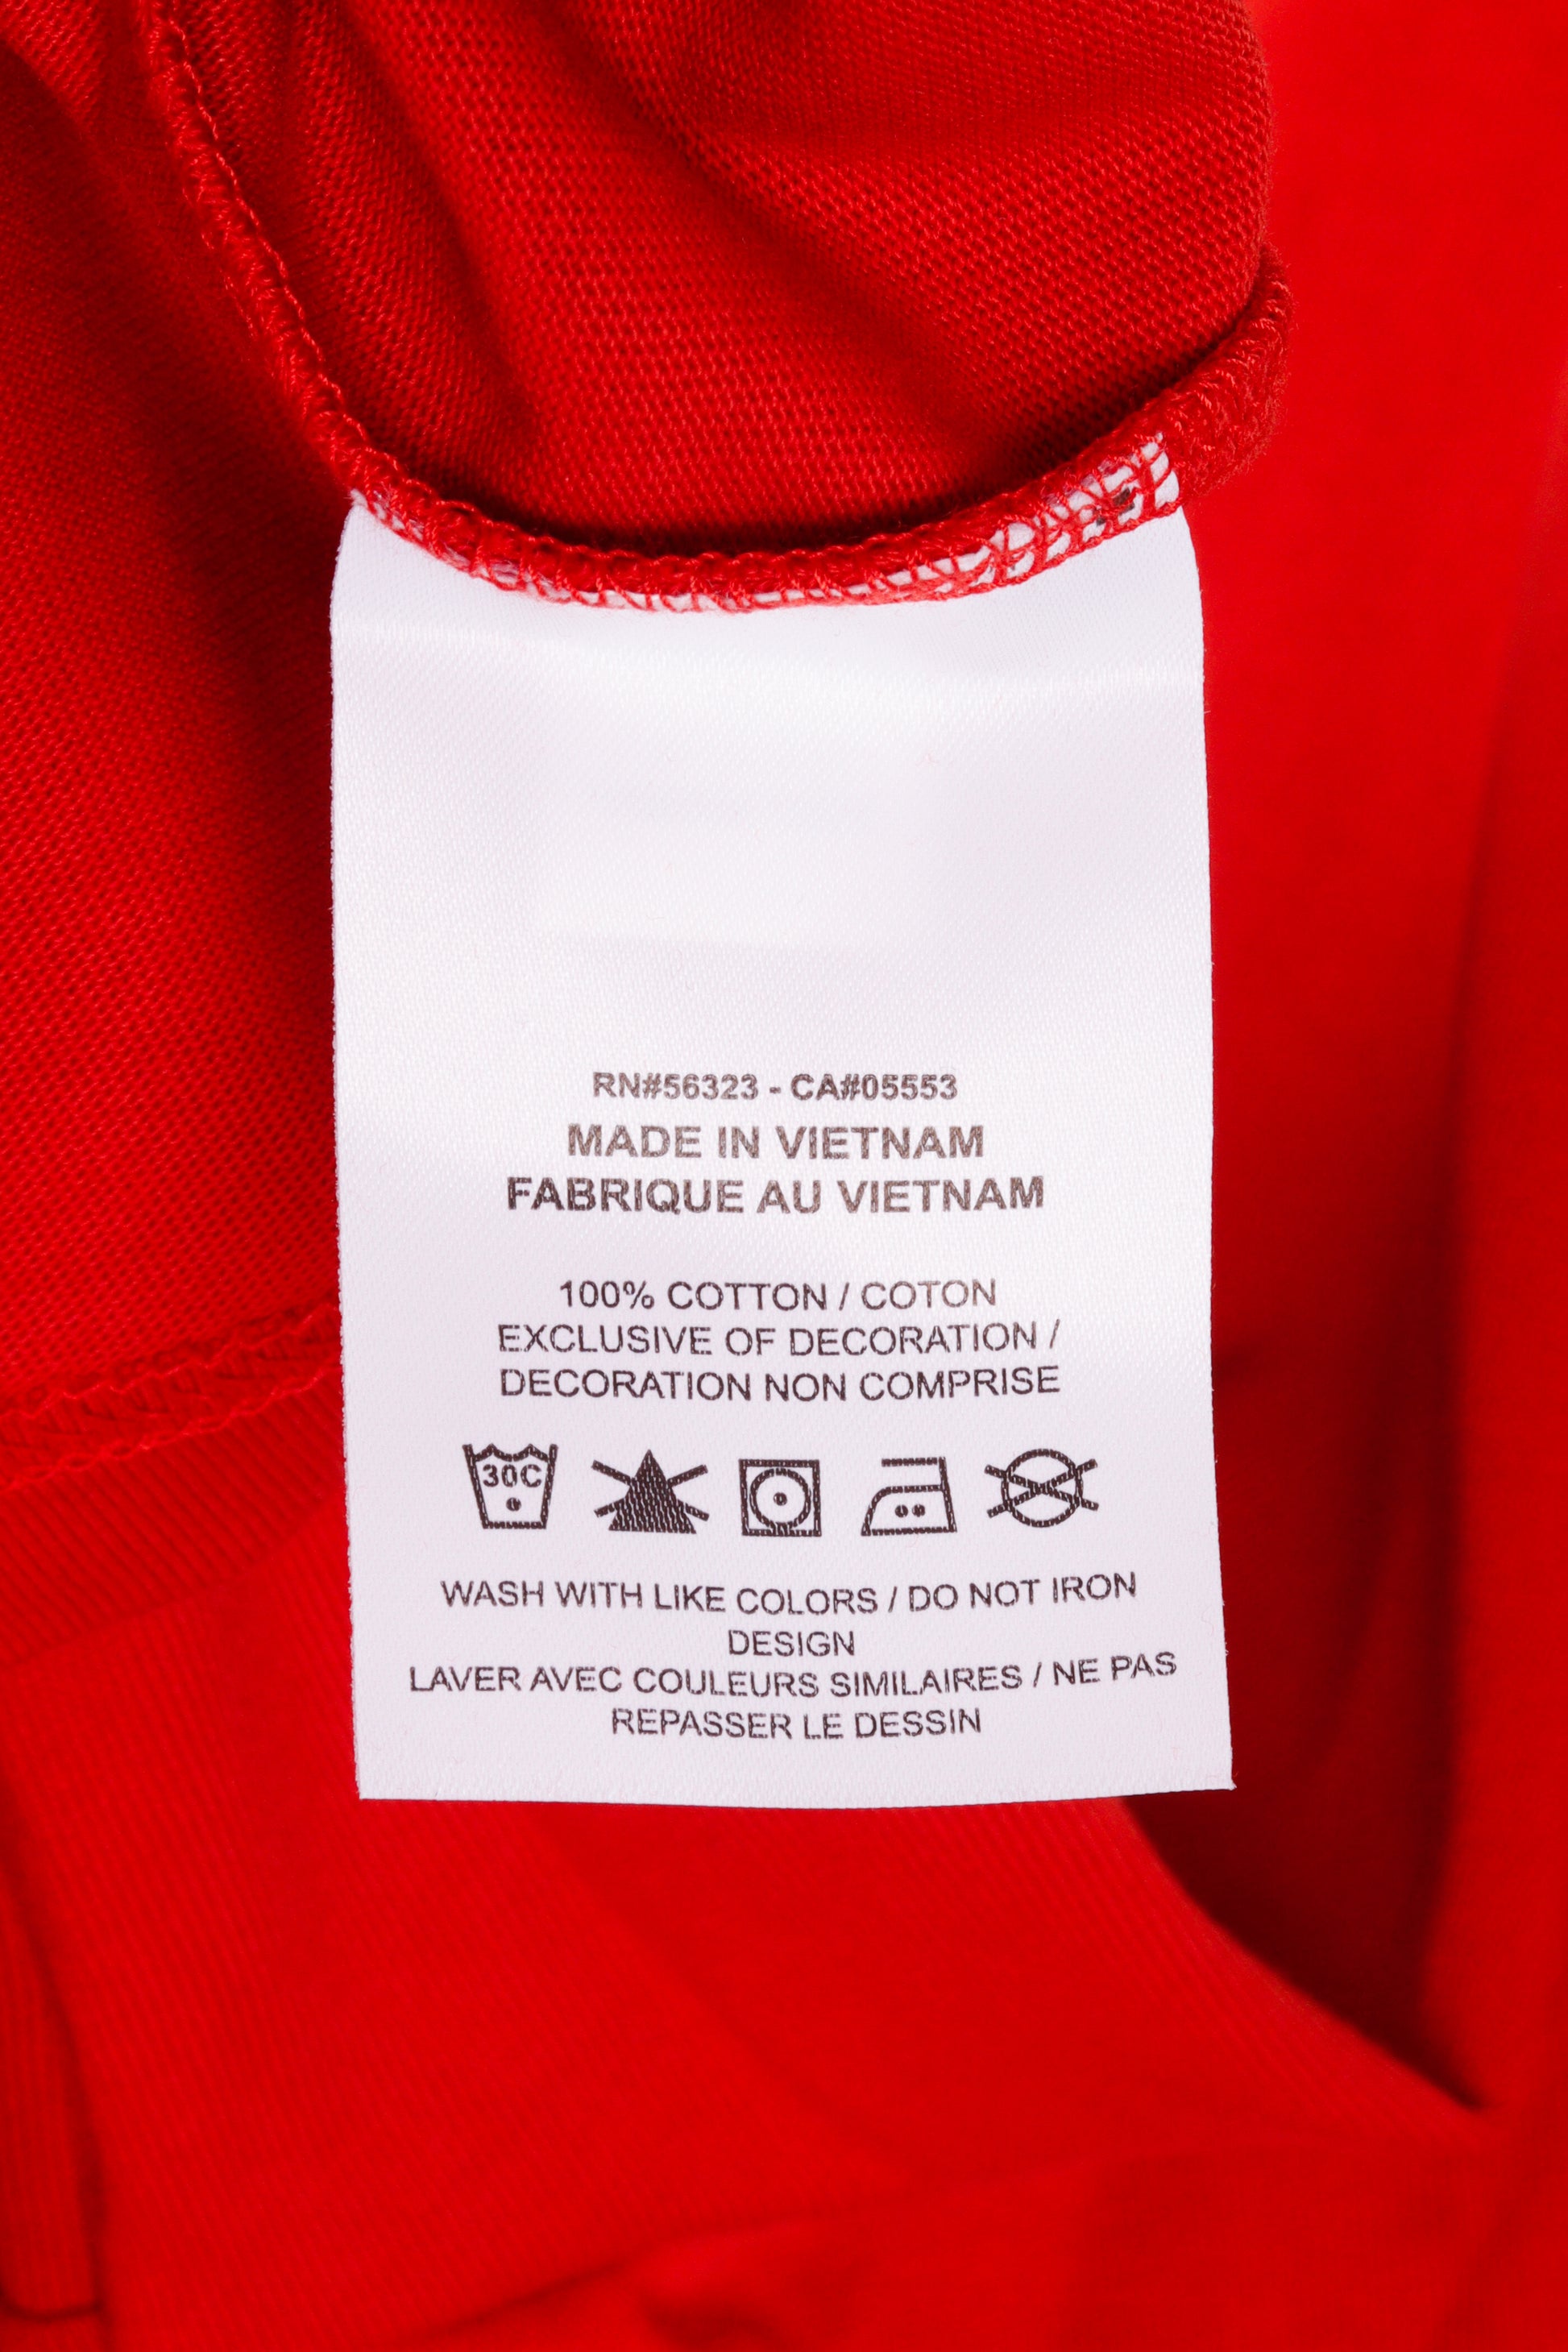 RN#56323 - CA#05553
MADE IN VIETNAM
FABRIQUE AU VIETNAM
100% COTTON / COTON
EXCLUSIVE OF DECORATION /
DECORATION NON COMPRISE
30C
WASH WITH LIKE COLORS / DO NOT IRON
DESIGN
LAVER AVEC COULEURS SIMILAIRES / NE PAS
REPASSER LE DESSIN